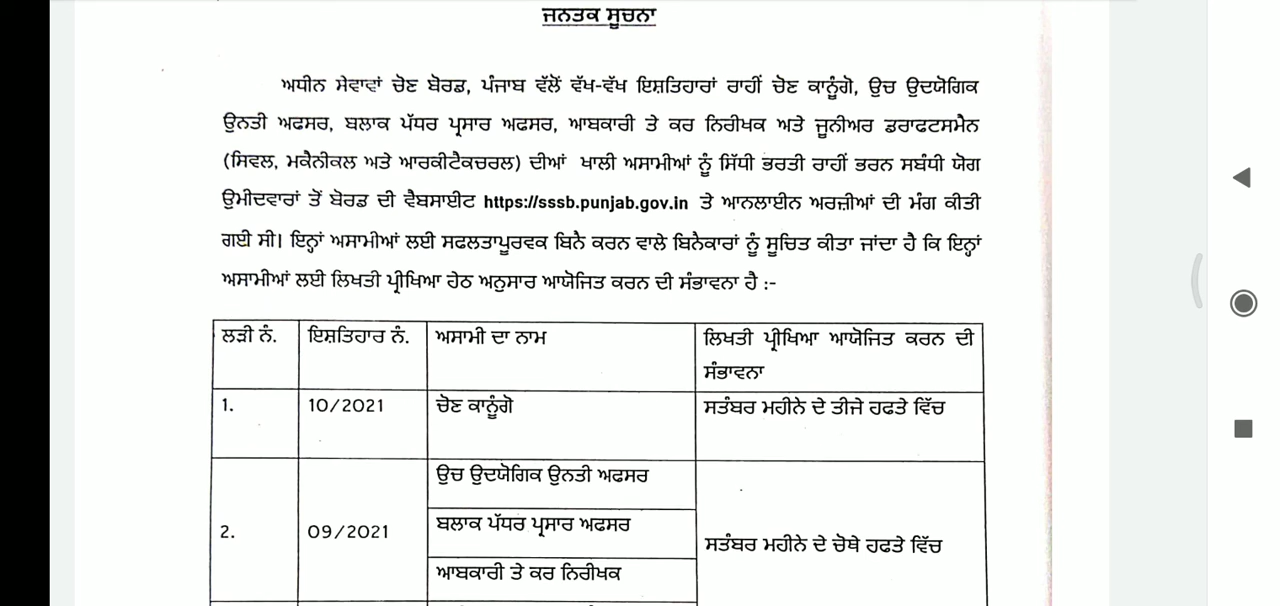 ਜਨਤਕ ਸੂਚਨਾ
ਅਧੀਨ ਸੇਵਾਵਾਂ ਚੋਣ ਬੋਰਡ, ਪੰਜਾਬ ਵੱਲੋਂ ਵੱਖ-ਵੱਖ ਇਸ਼ਤਿਹਾਰਾਂ ਰਾਹੀਂ ਚੋਣ ਕਾਨੂੰਗੋ, ਉਚ ਉਦਯੋਗਿਕ
ਉਨਤੀ ਅਫਸਰ, ਬਲਾਕ ਪੱਧਰ ਪ੍ਰਸਾਰ ਅਫਸਰ, ਆਬਕਾਰੀ ਤੇ ਕਰ ਨਿਰੀਖਕ ਅਤੇ ਜੂਨੀਅਰ ਡਰਾਫਟਸਮੈਨ
(ਸਿਵਲ, ਮਕੈਨੀਕਲ ਅਤੇ ਆਰਕੀਟੈਕਚਰਲ) ਦੀਆਂ ਖਾਲੀ ਅਸਾਮੀਆਂ ਨੂੰ ਸਿੱਧੀ ਭਰਤੀ ਰਾਹੀਂ ਭਰਨ ਸਬੰਧੀ ਯੋਗ
ਉਮੀਦਵਾਰਾਂ ਤੋਂ ਬੋਰਡ ਦੀ ਵੈਬਸਾਈਟ https://sssb.punjab.gov.in ਤੇ ਆਨਲਾਈਨ ਅਰਜ਼ੀਆਂ ਦੀ ਮੰਗ ਕੀਤੀ
ਗਈ ਸੀ। ਇਨ੍ਹਾਂ ਅਸਾਮੀਆਂ ਲਈ ਸਫਲਤਾਪੂਰਵਕ ਬਿਨੈ ਕਰਨ ਵਾਲੇ ਬਿਨੈਕਾਰਾਂ ਨੂੰ ਸੂਚਿਤ ਕੀਤਾ ਜਾਂਦਾ ਹੈ ਕਿ ਇਨ੍ਹਾਂ
ਅਸਾਮੀਆਂ ਲਈ ਲਿਖਤੀ ਪ੍ਰੀਖਿਆ ਹੇਠ ਅਨੁਸਾਰ ਆਯੋਜਿਤ ਕਰਨ ਦੀ ਸੰਭਾਵਨਾ ਹੈ :-
ਲੜੀ ਨੰ. ਇਸ਼ਤਿਹਾਰ ਨੰ. ਅਸਾਮੀ ਦਾ ਨਾਮ ਲਿਖਤੀ ਪ੍ਰੀਖਿਆ ਆਯੋਜਿਤ ਕਰਨ ਦੀ
ਸੰਭਾਵਨਾ
1. 10/2021 ਚੋਣ ਕਾਨੂੰਗੋ ਸਤੰਬਰ ਮਹੀਨੇ ਦੇ ਤੀਜੇ ਹਫਤੇ ਵਿੱਚ
ਉਚ ਉਦਯੋਗਿਕ ਉਨਤੀ ਅਫਸਰ
ਬਲਾਕ ਪੱਧਰ ਪ੍ਰਸਾਰ ਅਫਸਰ
2. 09/2021 ਸਤੰਬਰ ਮਹੀਨੇ ਦੇ ਚੋਥੇ ਹਫਤੇ ਵਿੱਚ
ਆਬਕਾਰੀ ਤੇ ਕਰ ਨਿਰੀਖਕ